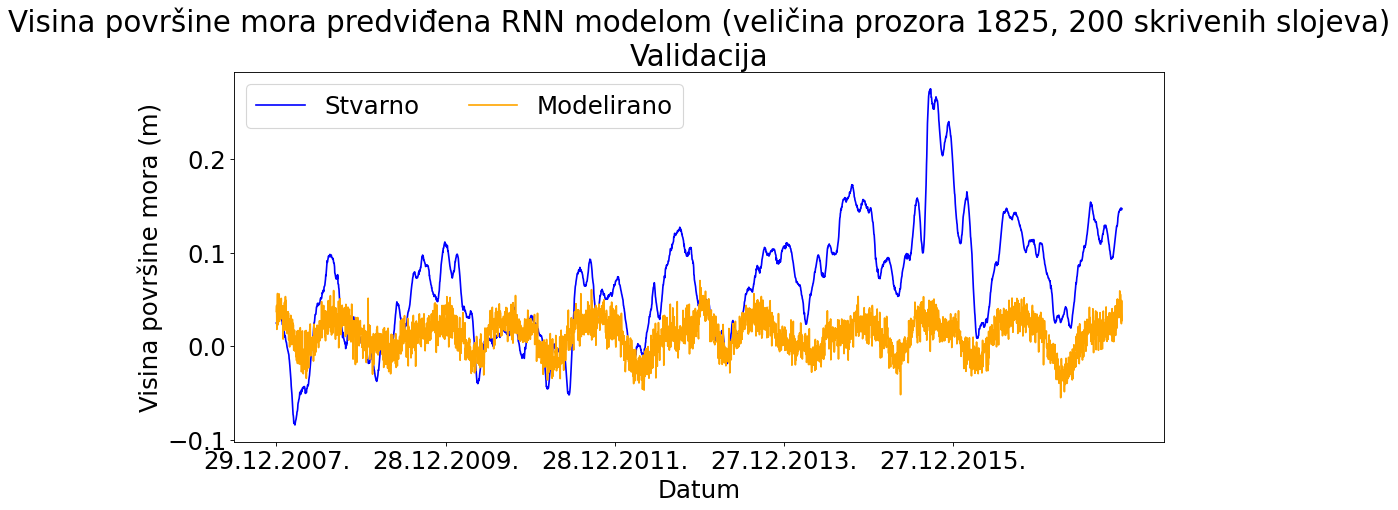 Visina površine mora predviđena RNN modelom (veličina prozora 1825, 200 skrivenih slojeva)
Validacija
Stvarno
Modelirano
Visina površine mora (m)
0.2
0.1
0.0
−0.1
29.12.2007.
28.12.2009.
28.12.2011.
27.12.2013.
27.12.2015.
Datum